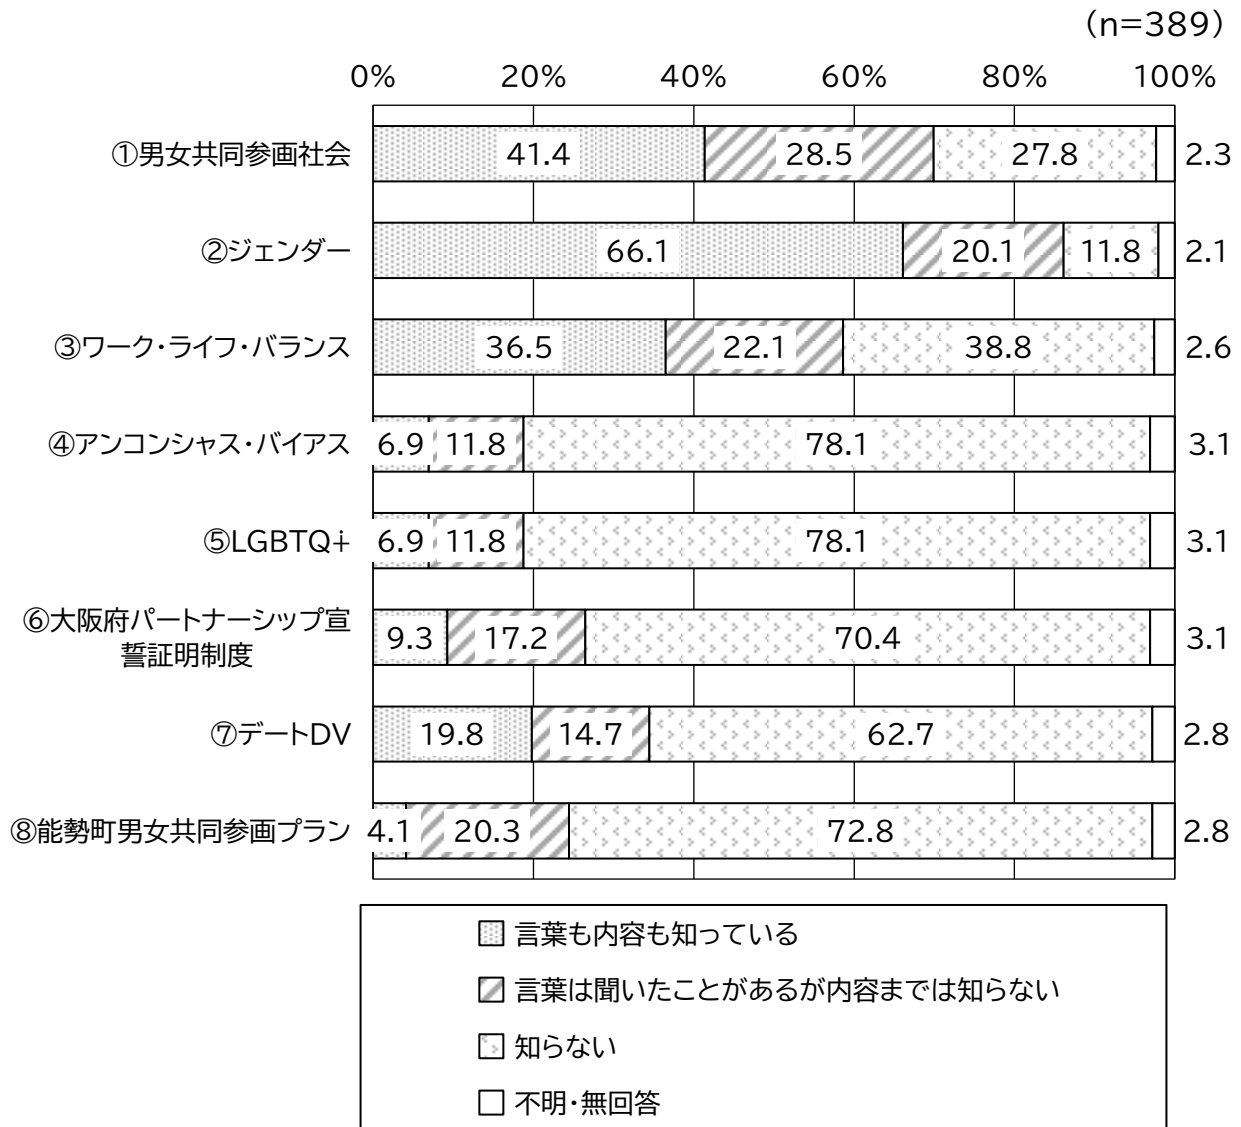 (n=389)
0% 20% 40% 60% 80% 100%
①男女共同参画社会 41.4 28.5 27.8 2.3
②ジェンダー 66.1 20.1 11.8 2.1
③ワーク・ライフ・バランス 36.5 22.1 38.8 2.6
④アンコンシャス・バイアス 6.9 11.8 78.1 3.1
⑤LGBTQ+ 6.9 11.8 78.1 3.1
⑥大阪府パートナーシップ宣
誓証明制度 9.3 17.2 70.4 3.1
⑦デートDV 19.8 14.7 62.7 2.8
⑧能勢町男女共同参画プラン 4.1 20.3 72.8 2.8
言葉も内容も知っている
言葉は聞いたことがあるが内容までは知らない
知らない
不明・無回答